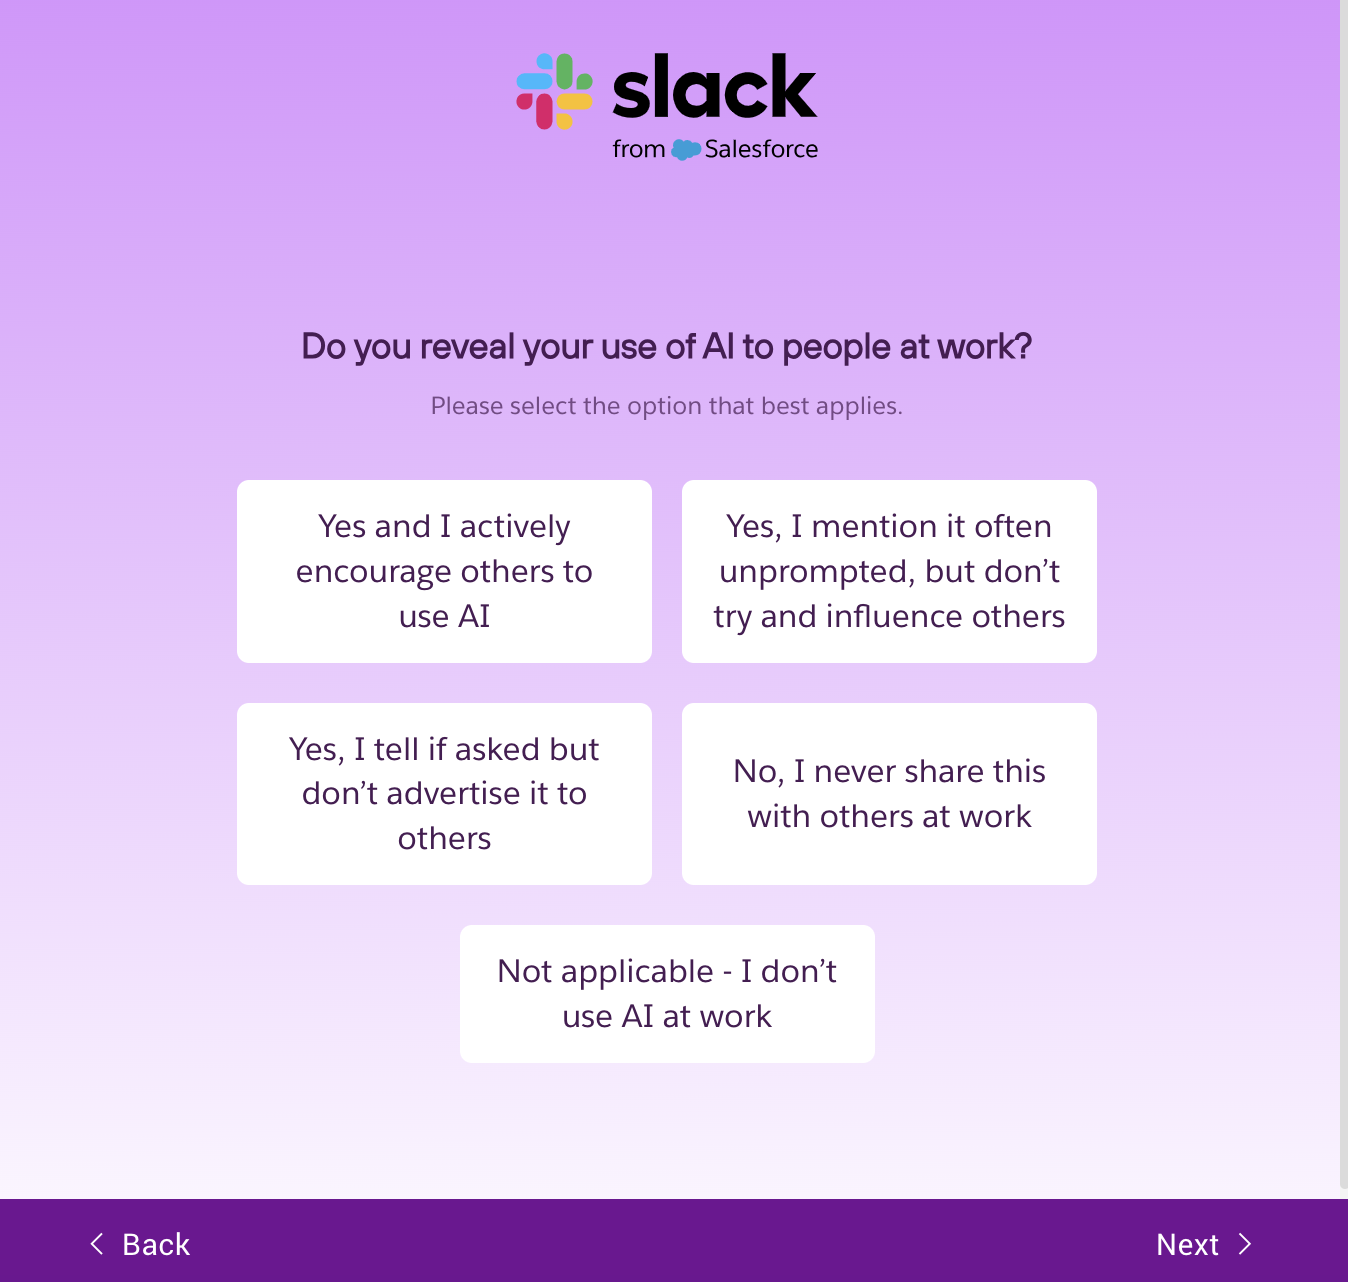 slack
from Salesforce
Do you reveal your use of AI to people at work?
Please select the option that best applies.
Yes and I actively
encourage others to
use AI
Yes, I mention it often
unprompted, but don’t
try and influence others
Yes, I tell if asked but
don’t advertise it to
others
No, I never share this
with others at work
Not applicable - I don’t
use AI at work
Back
Next